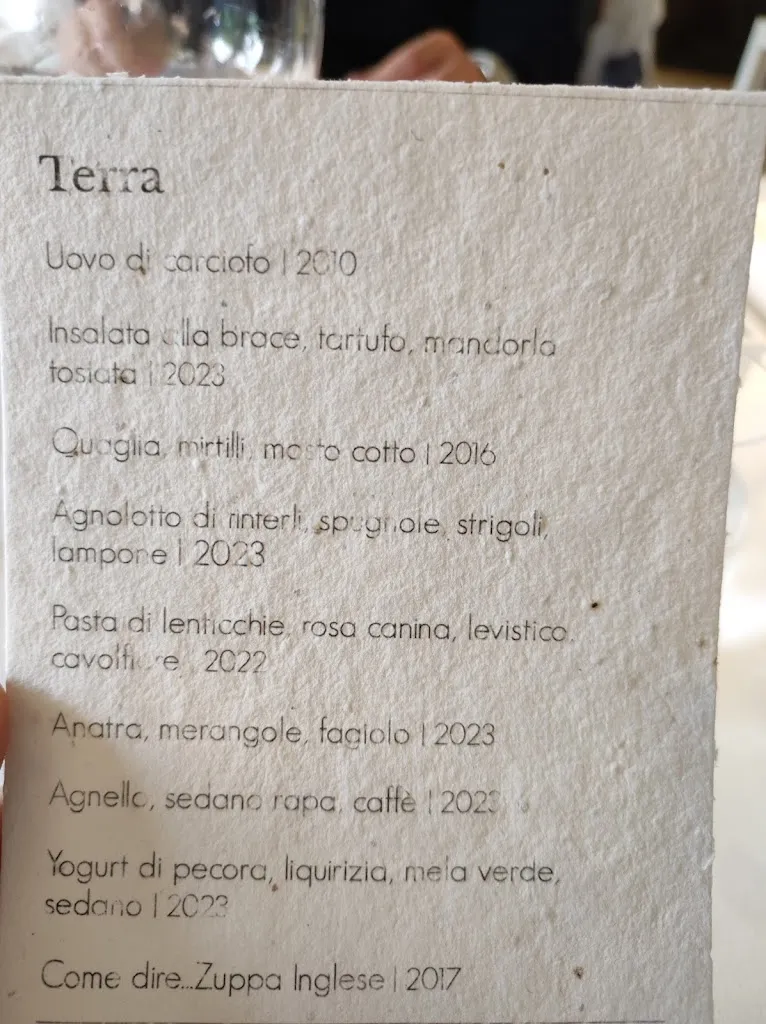 Terra
Uovo di carciofo | 2010
Insalata alla brace, tartufo, mandorla
tostata | 2023
Quaglia, mirtilli, mosto cotto | 2016
Agnolotto di rinterli, spugnole, strigoli,
lampone | 2023
Pasta di lenticchie, rosa canina, levistico,
cavolfiore | 2022
Anatra, merangole, fagiolo | 2023
Agnello, sedano rapa, caffè | 2023
Yogurt di pecora, liquirizia, mela verde,
sedano | 2023
Come dire...Zuppa Inglese | 2017